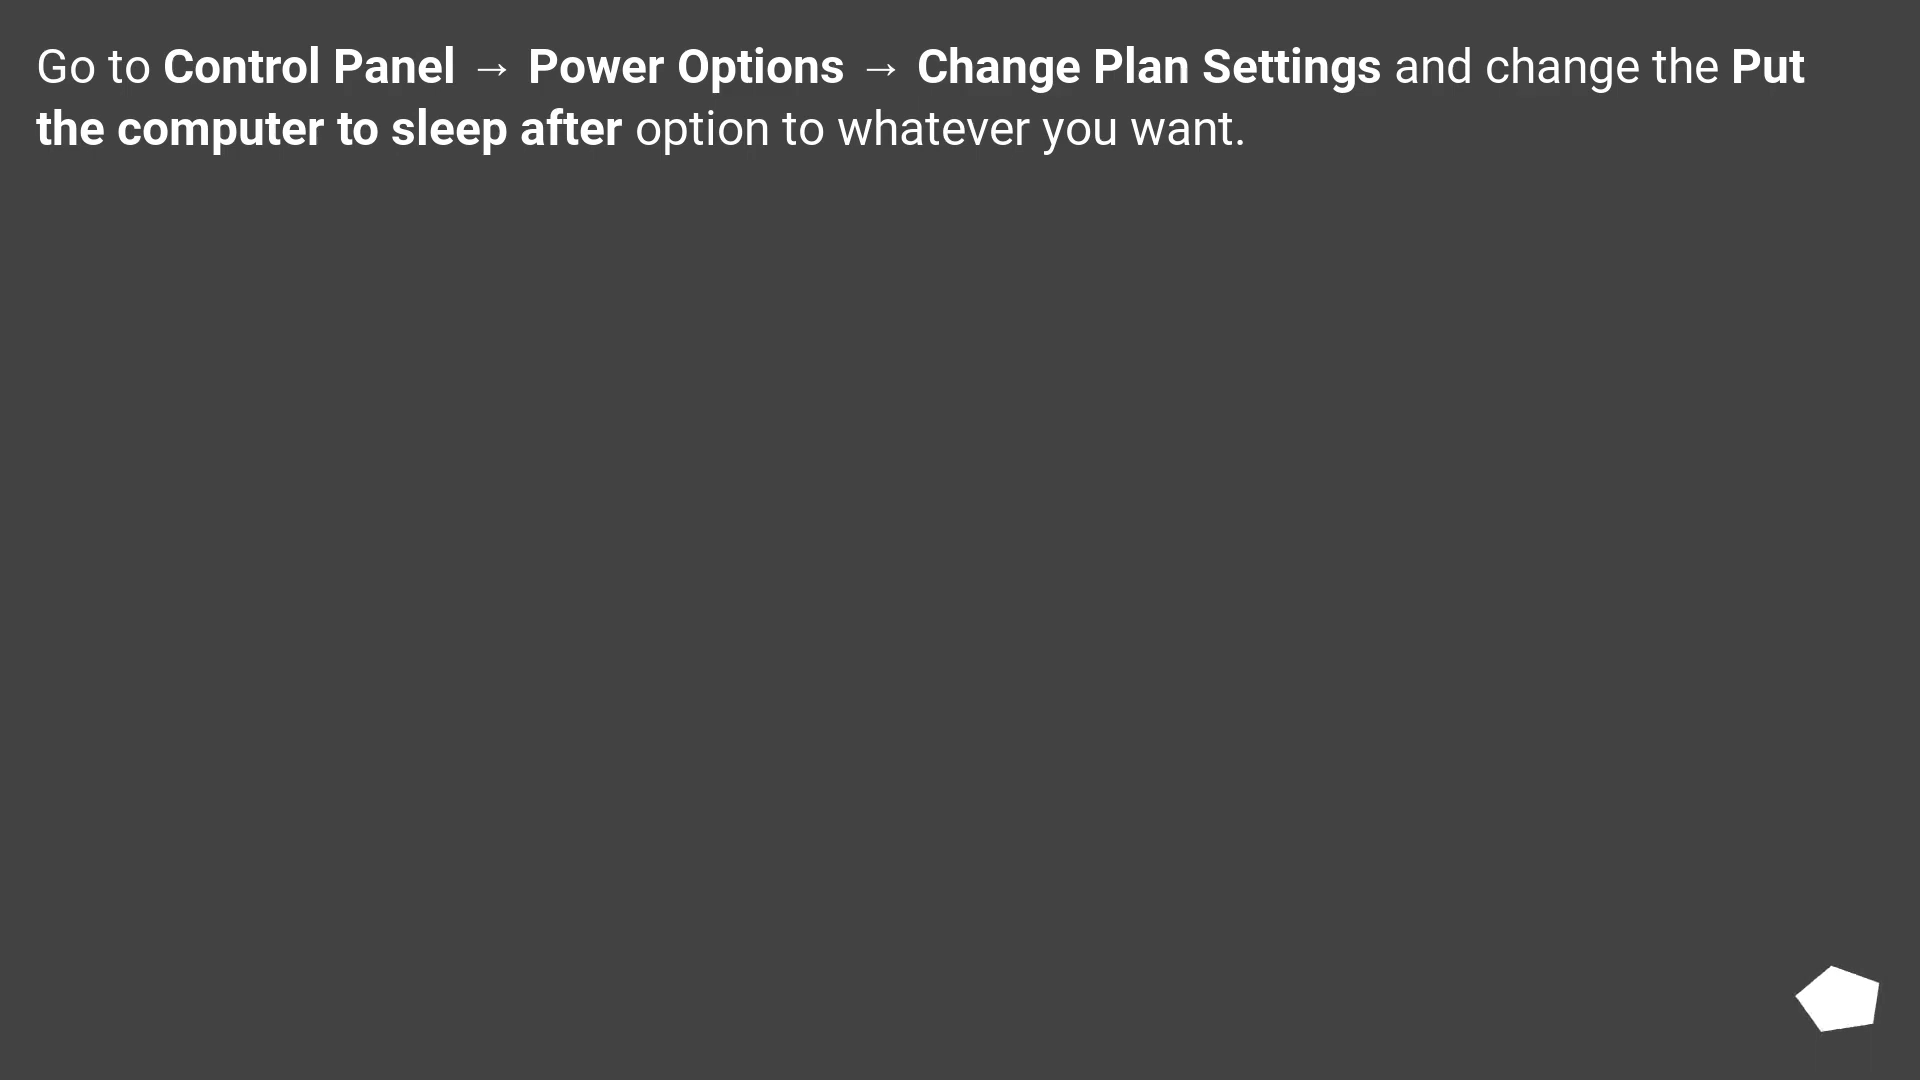 Go to Control Panel → Power Options → Change Plan Settings and change the Put
the computer to sleep after option to whatever you want.